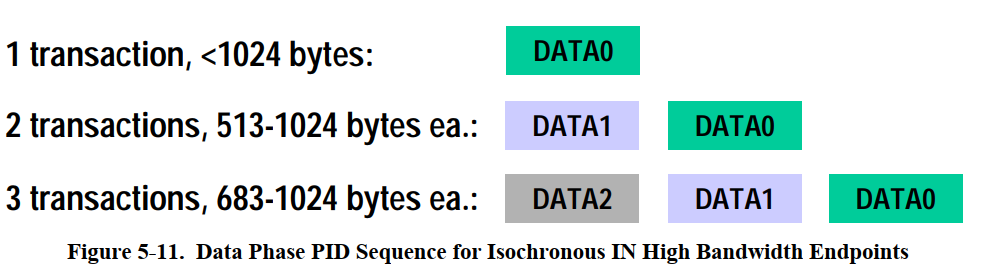 1 transaction, <1024 bytes: DATA0
2 transactions, 513-1024 bytes ea.: DATA1 DATA0
3 transactions, 683-1024 bytes ea.: DATA2 DATA1 DATA0
Figure 5-11. Data Phase PID Sequence for Isochronous IN High Bandwidth Endpoints